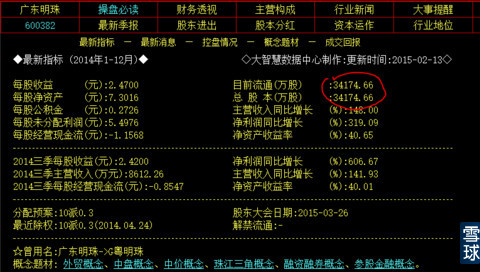 广东明珠 操盘必读 财务透视 主营构成 行业新闻 大事提醒
600382 最新季报 股东进出 股本分红 资本运作 行业地位
最新指标 — 最新消息 — 控盘情况 — 概念题材 — 成交回报
◆最新指标 (2014年1-12月)◆ ◇大智慧数据中心制作:更新时间:2015-02-13◇
每股收益 (元):2.4700 目前流通(万股) :34174.66
每股净资产 (元):7.3016 总 股 本(万股) :34174.66
每股公积金 (元):0.2726 主营收入同比增长 (%):148.00
每股未分配利润(元):5.4976 净利润同比增长 (%):319.09
每股经营现金流(元):-1.1568 净资产收益率 (%):40.65
2014三季每股收益(元):2.4200 净利润同比增长 (%):606.67
2014三季主营收入(万元):8612.26 主营收入同比增长 (%):141.93
2014三季每股经营现金流(元):-0.8547 净资产收益率 (%):40.01
分配预案:10派0.3 股东大会日期:2015-03-26
最近除权:10派0.3(2014.04.24) 解禁流通:-
☆曾用名:广东明珠->G粤明珠
概念题材:外贸概念、中盘概念、中价概念、珠江三角概念、融资融券概念、参股金融概念。
雪球